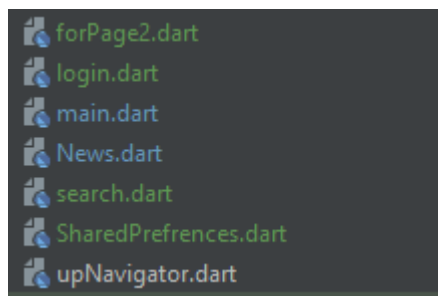 forPage2.dart
login.dart
main.dart
News.dart
search.dart
SharedPrefrences.dart
upNavigator.dart